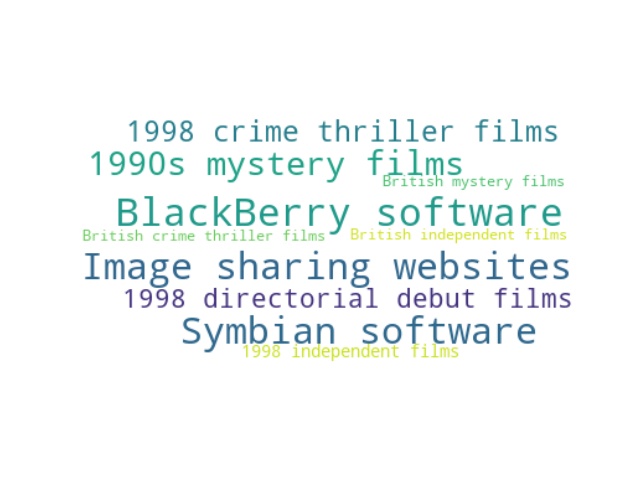 1998 crime thriller films
1990s mystery films
British mystery films
BlackBerry software
British crime thriller films
British independent films
Image sharing websites
1998 directorial debut films
Symbian software
1998 independent films